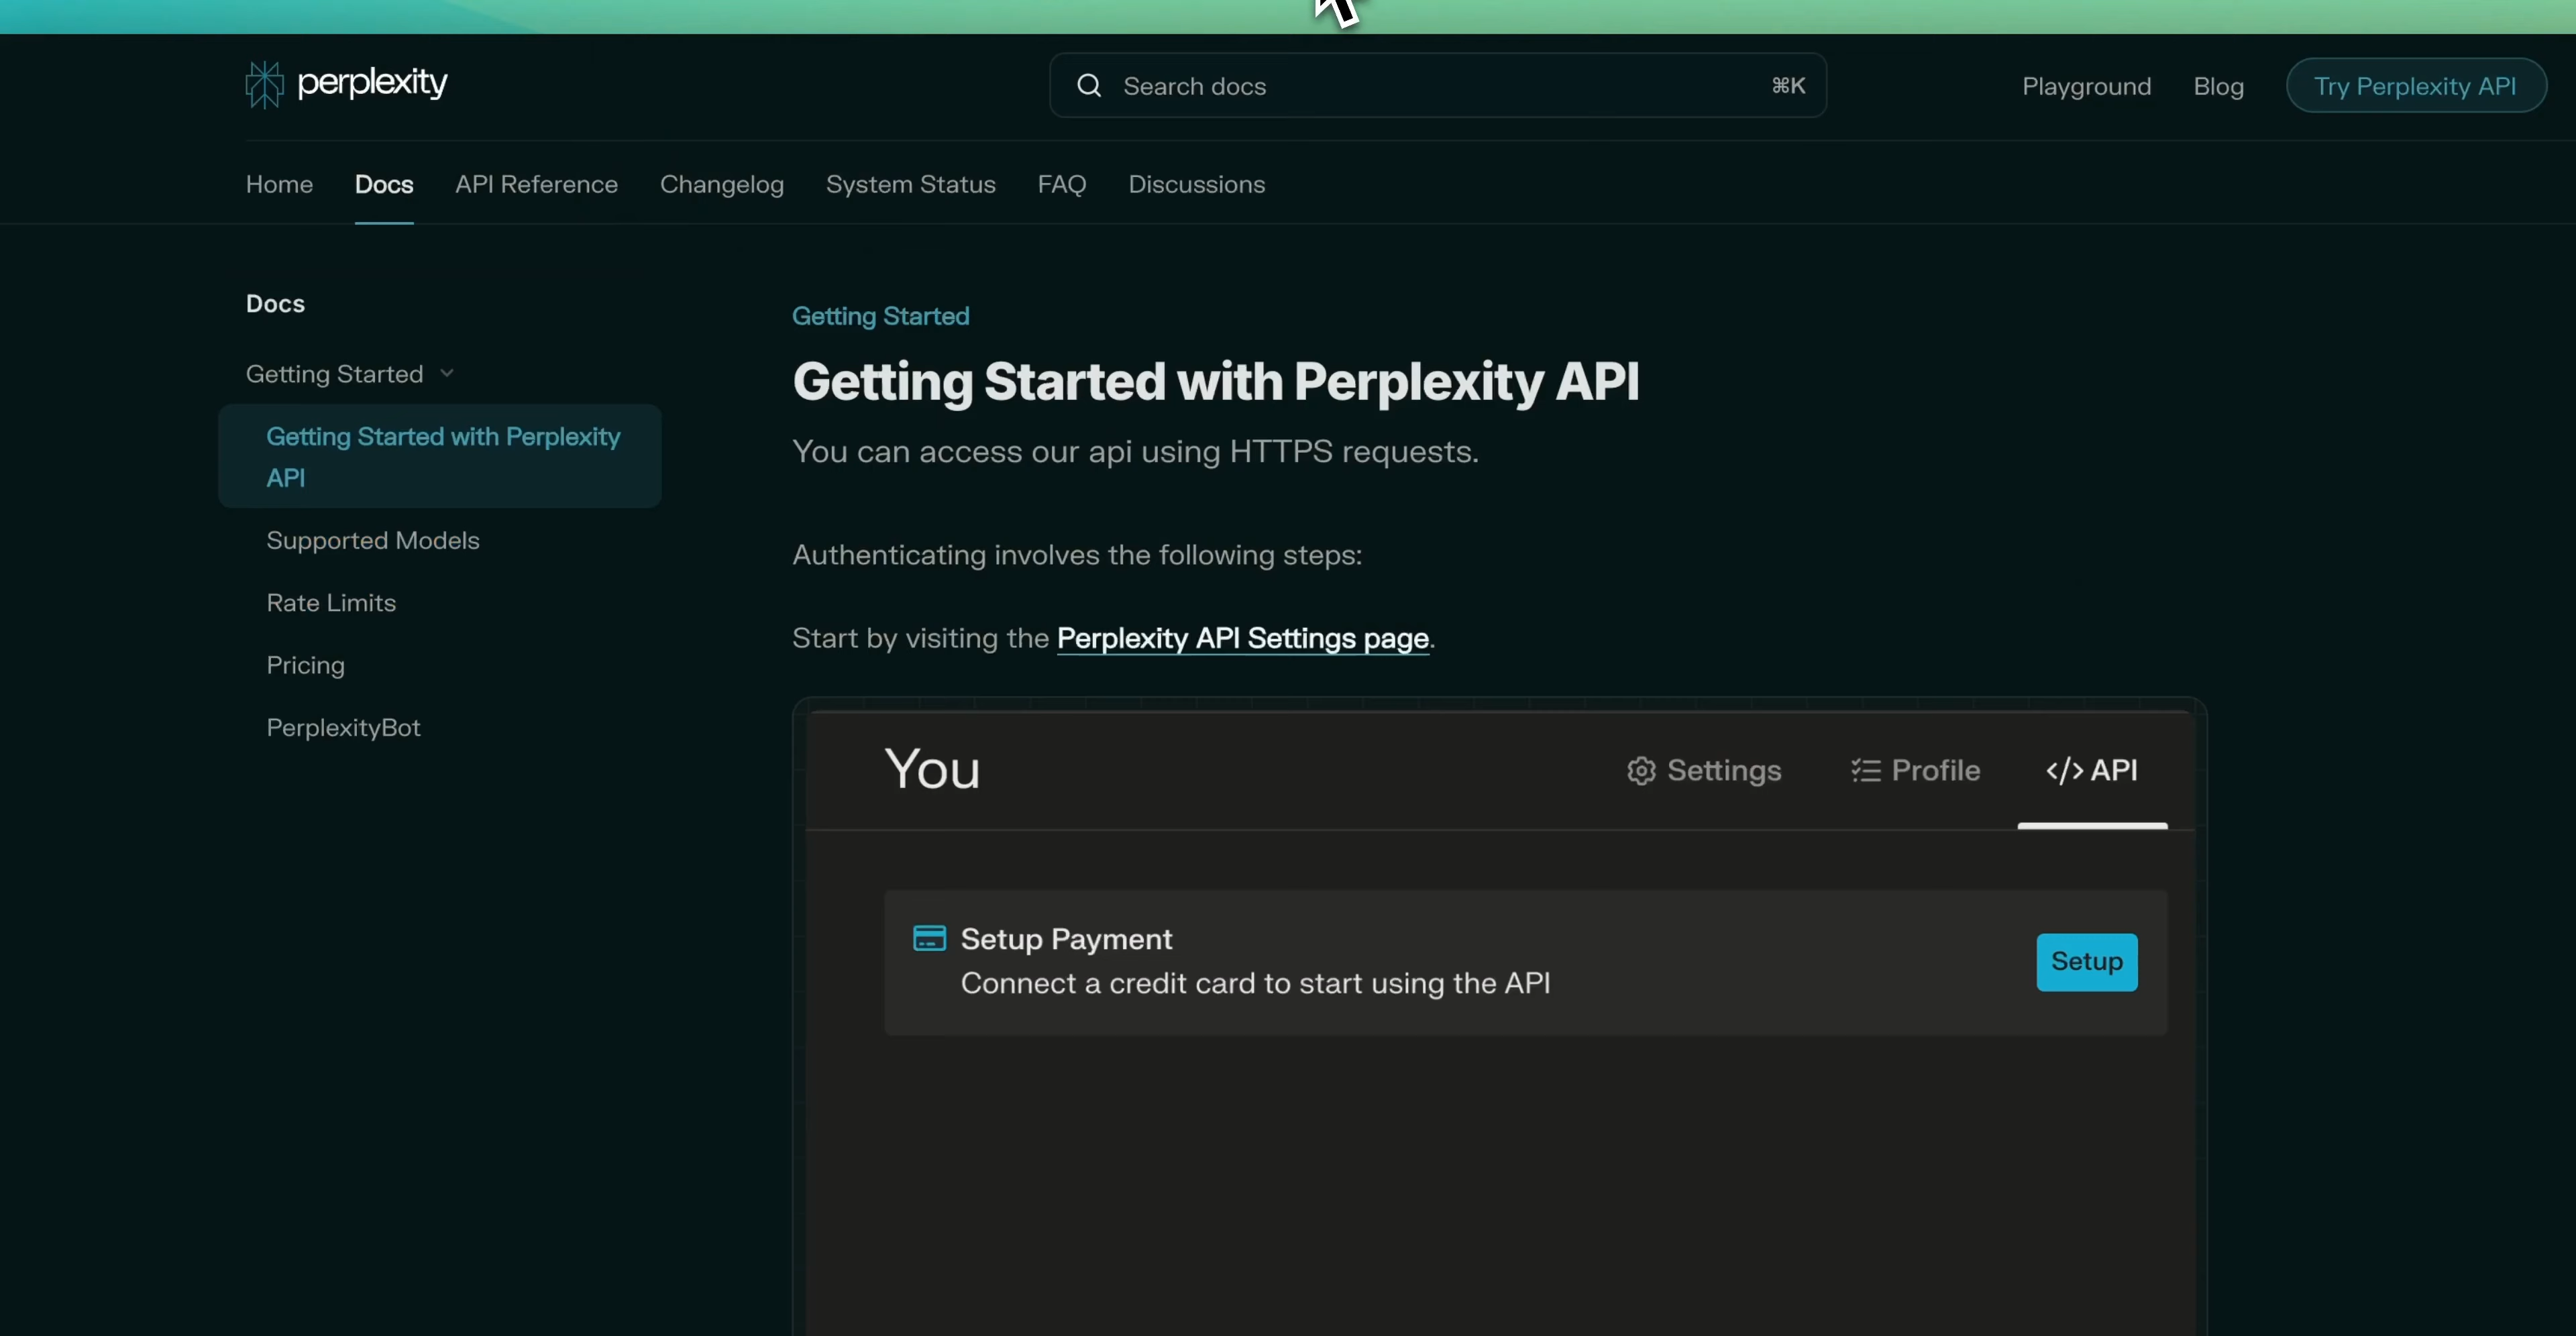 perplexity
Search docs
⌘K
Playground
Blog
Try Perplexity API
Home
Docs
API Reference
Changelog
System Status
FAQ
Discussions
Docs
Getting Started
Getting Started with Perplexity
API
Supported Models
Rate Limits
Pricing
PerplexityBot
Getting Started
Getting Started with Perplexity API
You can access our api using HTTPS requests.
Authenticating involves the following steps:
Start by visiting the Perplexity API Settings page.
You
Settings
Profile
</> API
Setup Payment
Connect a credit card to start using the API
Setup